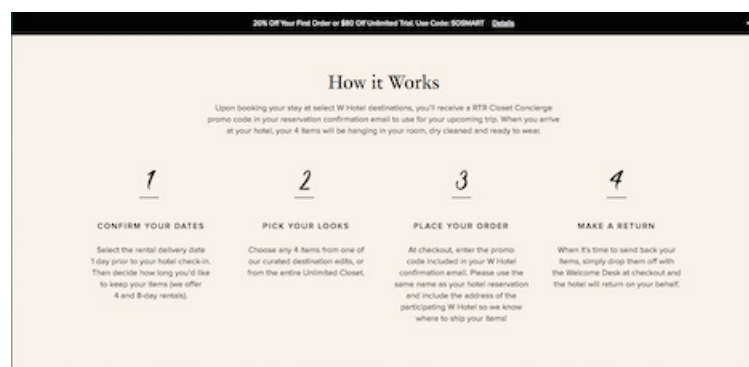 20% Off Your First Order or $80 Off Unlimited Trial. Use Code: SOSMART Details
How it Works
Upon booking your stay at select W Hotel destinations, you'll receive a RTR Closet Concierge
promo code in your reservation confirmation email to use for your upcoming trip. When you arrive
at your hotel, your 4 items will be hanging in your room, dry cleaned and ready to wear.
1
CONFIRM YOUR DATES
Select the rental delivery date
1 day prior to your hotel check-in.
Then decide how long you'd like
to keep your items (we offer
4 and 8-day rentals).
2
PICK YOUR LOOKS
Choose any 4 items from one of
our curated destination edits, or
from the entire Unlimited Closet.
3
PLACE YOUR ORDER
At checkout, enter the promo
code included in your W Hotel
confirmation email. Please use the
same name as your hotel reservation
and include the address of the
participating W Hotel so we know
where to ship your items!
4
MAKE A RETURN
When it's time to send back your
items, simply drop them off with
the Welcome Desk at checkout and
the hotel will return on your behalf.